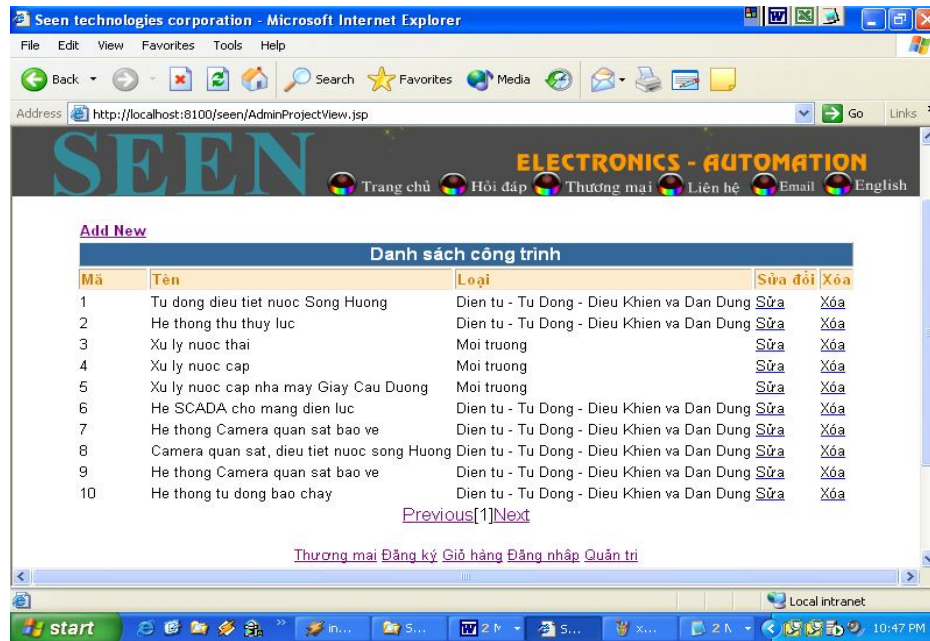 Seen technologies corporation - Microsoft Internet Explorer
File Edit View Favorites Tools Help
Back Search Favorites Media
Address http://localhost:8100/seen/AdminProjectView.jsp Go Links
SEEN
ELECTRONICS - AUTOMATION
Trang chủ Hỏi đáp Thương mại Liên hệ Email English
Add New
Danh sách công trình
Mã Tên Loại Sửa đổi Xóa
1 Tu dong dieu tiet nuoc Song Huong Dien tu - Tu Dong - Dieu Khien va Dan Dung Sửa Xóa
2 He thong thu thuy luc Dien tu - Tu Dong - Dieu Khien va Dan Dung Sửa Xóa
3 Xu ly nuoc thai Moi truong Sửa Xóa
4 Xu ly nuoc cap Moi truong Sửa Xóa
5 Xu ly nuoc cap nha may Giay Cau Duong Moi truong Sửa Xóa
6 He SCADA cho mang dien luc Dien tu - Tu Dong - Dieu Khien va Dan Dung Sửa Xóa
7 He thong Camera quan sat bao ve Dien tu - Tu Dong - Dieu Khien va Dan Dung Sửa Xóa
8 Camera quan sat, dieu tiet nuoc song Huong Dien tu - Tu Dong - Dieu Khien va Dan Dung Sửa Xóa
9 He thong Camera quan sat bao ve Dien tu - Tu Dong - Dieu Khien va Dan Dung Sửa Xóa
10 He thong tu dong bao chay Dien tu - Tu Dong - Dieu Khien va Dan Dung Sửa Xóa
Previous[1]Next
Thương mại Đăng ký Giỏ hàng Đăng nhập Quản trị
Local intranet
start in... S... 2 S... X... 2 10:47 PM